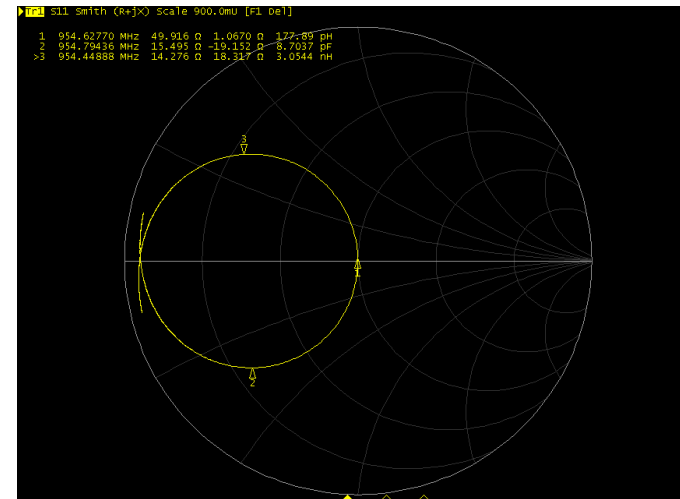 Tr1 S11 Smith (R+jX) Scale 900.0mU [F1 Del]
1 954.62770 MHz 49.916 Ω 1.0670 Ω 177.89 pH
2 954.79436 MHz 15.495 Ω -19.152 Ω 8.7037 pF
>3 954.44888 MHz 14.276 Ω 18.317 Ω 3.0544 nH
3
1
2